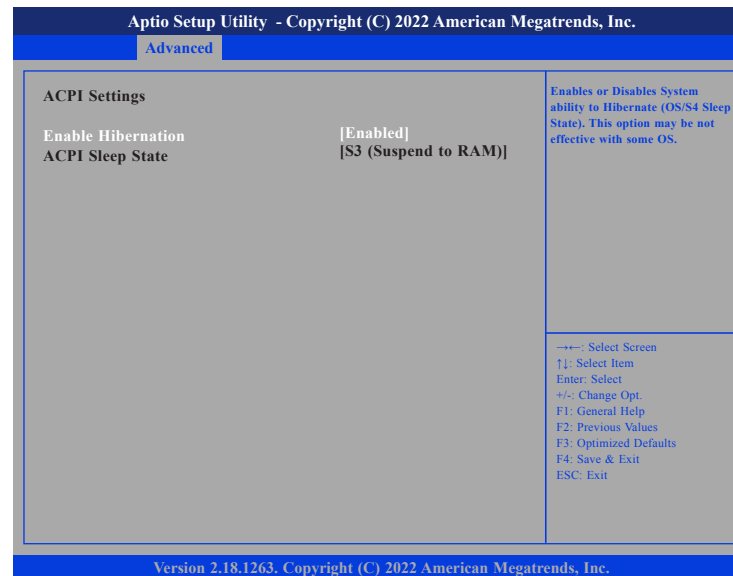 Aptio Setup Utility - Copyright (C) 2022 American Megatrends, Inc.
Advanced
ACPI Settings
Enable Hibernation [Enabled]
ACPI Sleep State [S3 (Suspend to RAM)]
Enables or Disables System
ability to Hibernate (OS/S4 Sleep
State). This option may be not
effective with some OS.
→←: Select Screen
↑↓: Select Item
Enter: Select
+/-: Change Opt.
F1: General Help
F2: Previous Values
F3: Optimized Defaults
F4: Save & Exit
ESC: Exit
Version 2.18.1263. Copyright (C) 2022 American Megatrends, Inc.